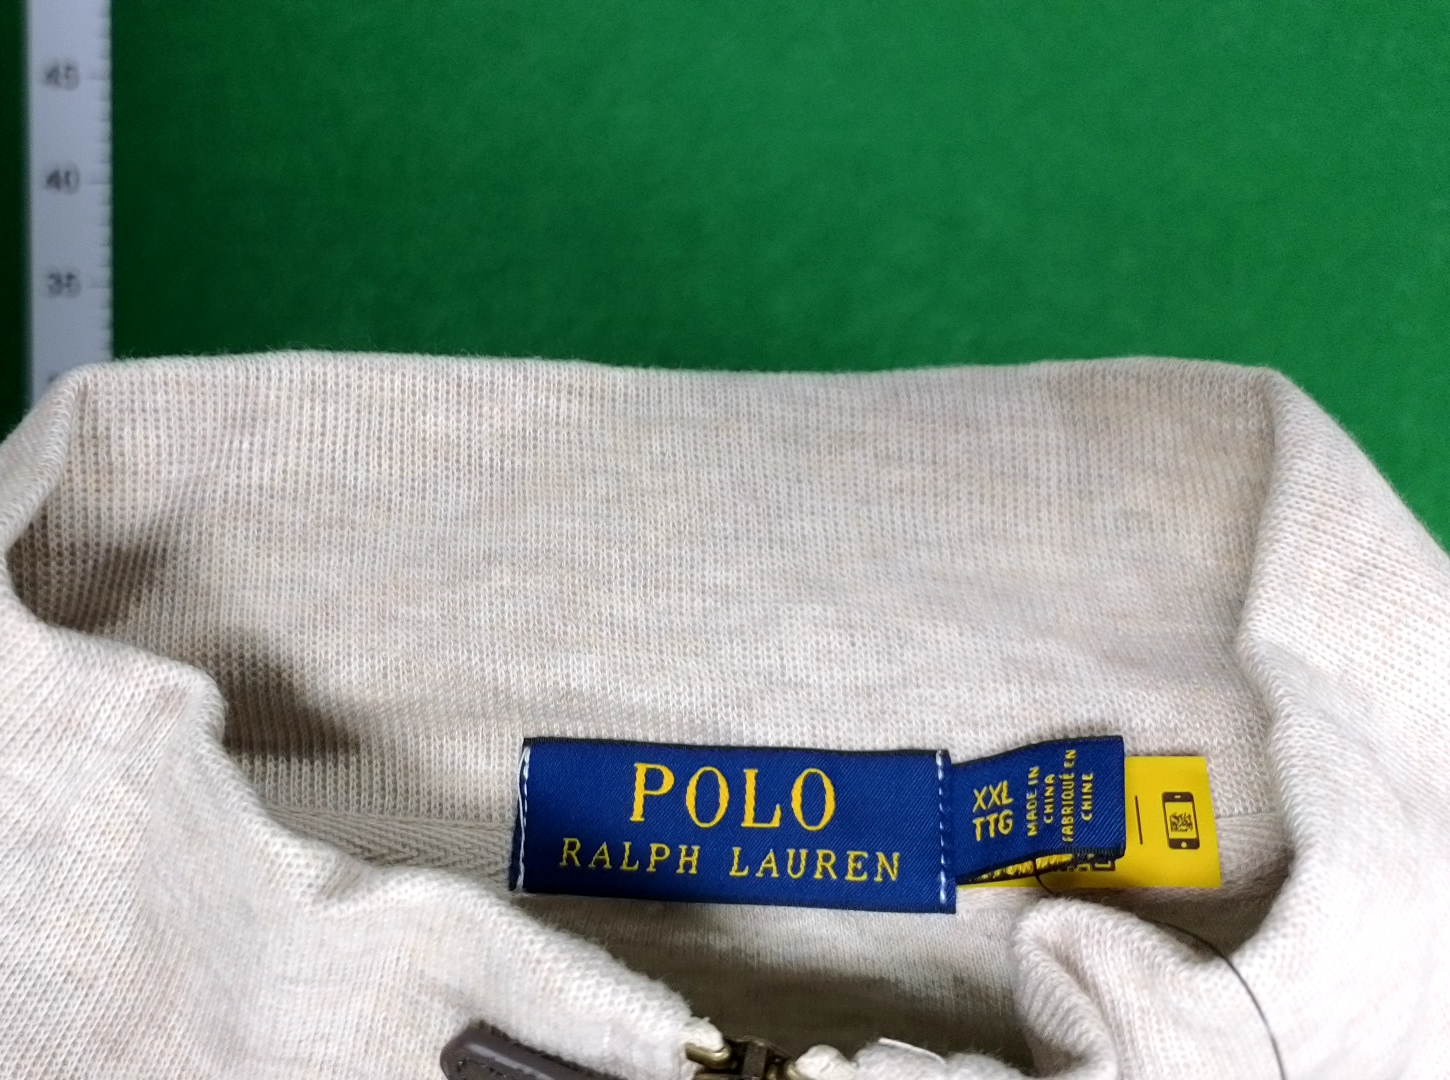 45
40
35
POLO
RALPH LAUREN
XXL
TTG
MADE IN
CHINA
FABRIQUÉ EN
CHINE